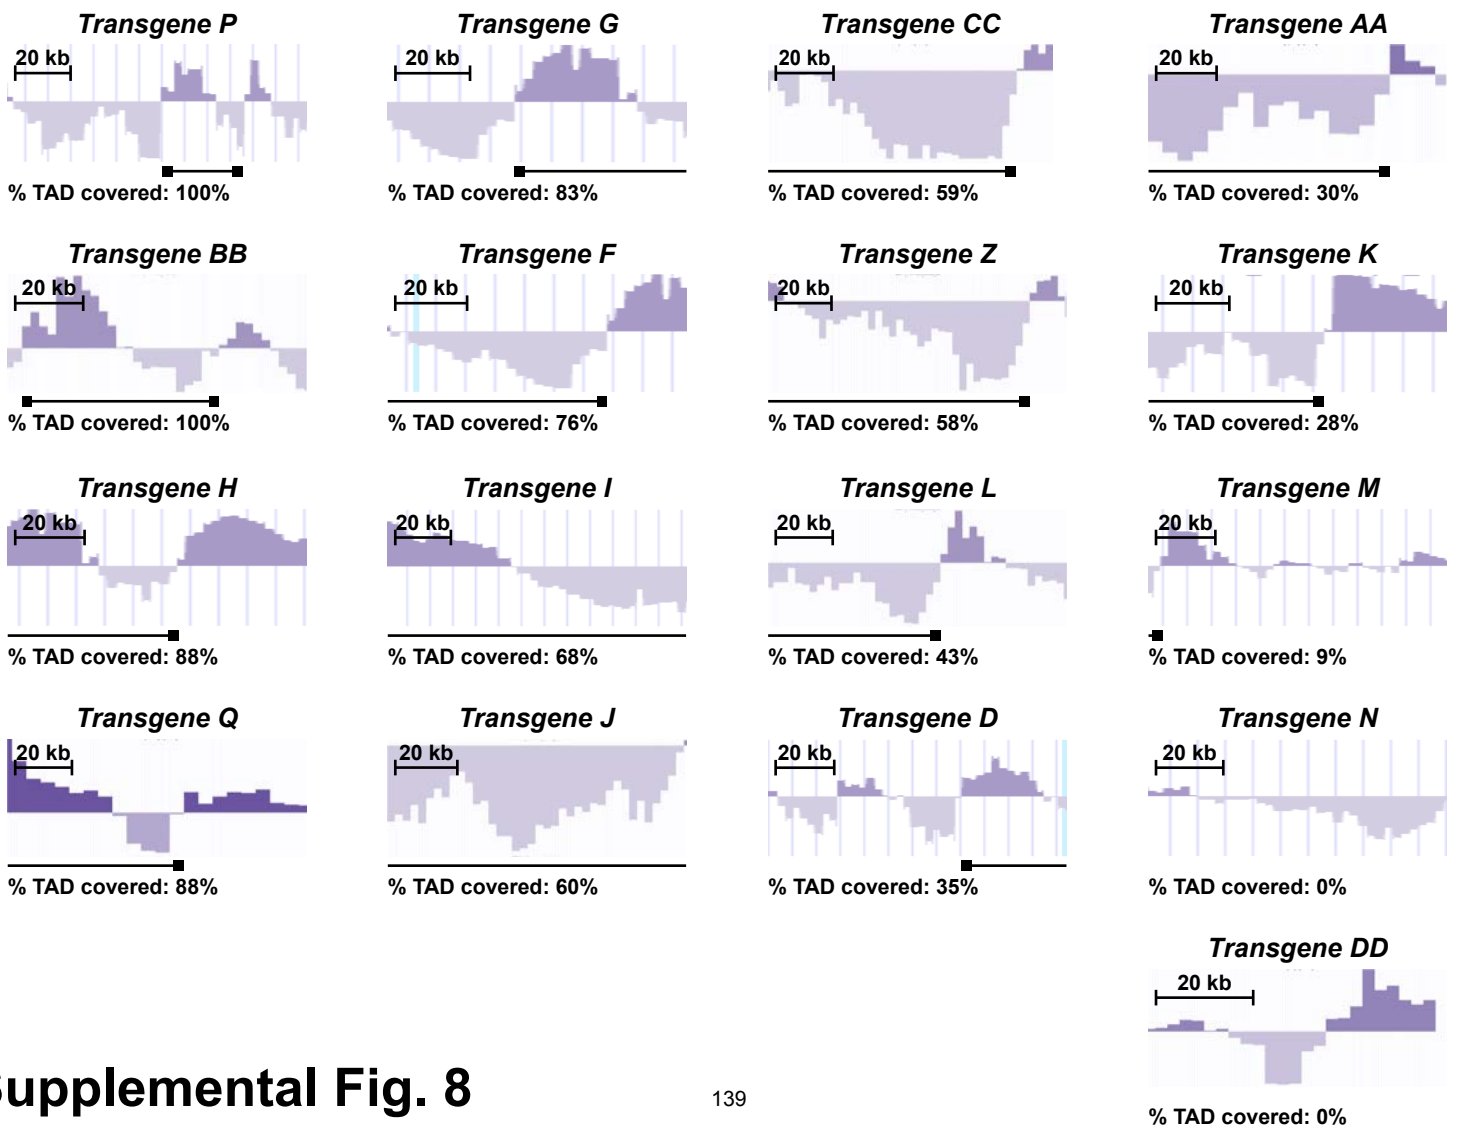 Transgene P
20 kb
% TAD covered: 100%
Transgene G
20 kb
% TAD covered: 83%
Transgene CC
20 kb
% TAD covered: 59%
Transgene AA
20 kb
% TAD covered: 30%
Transgene BB
20 kb
% TAD covered: 100%
Transgene F
20 kb
% TAD covered: 76%
Transgene Z
20 kb
% TAD covered: 58%
Transgene K
20 kb
% TAD covered: 28%
Transgene H
20 kb
% TAD covered: 88%
Transgene I
20 kb
% TAD covered: 68%
Transgene L
20 kb
% TAD covered: 43%
Transgene M
20 kb
% TAD covered: 9%
Transgene Q
20 kb
% TAD covered: 88%
Transgene J
20 kb
% TAD covered: 60%
Transgene D
20 kb
% TAD covered: 35%
Transgene N
20 kb
% TAD covered: 0%
Transgene DD
20 kb
% TAD covered: 0%
upplemental Fig. 8
139